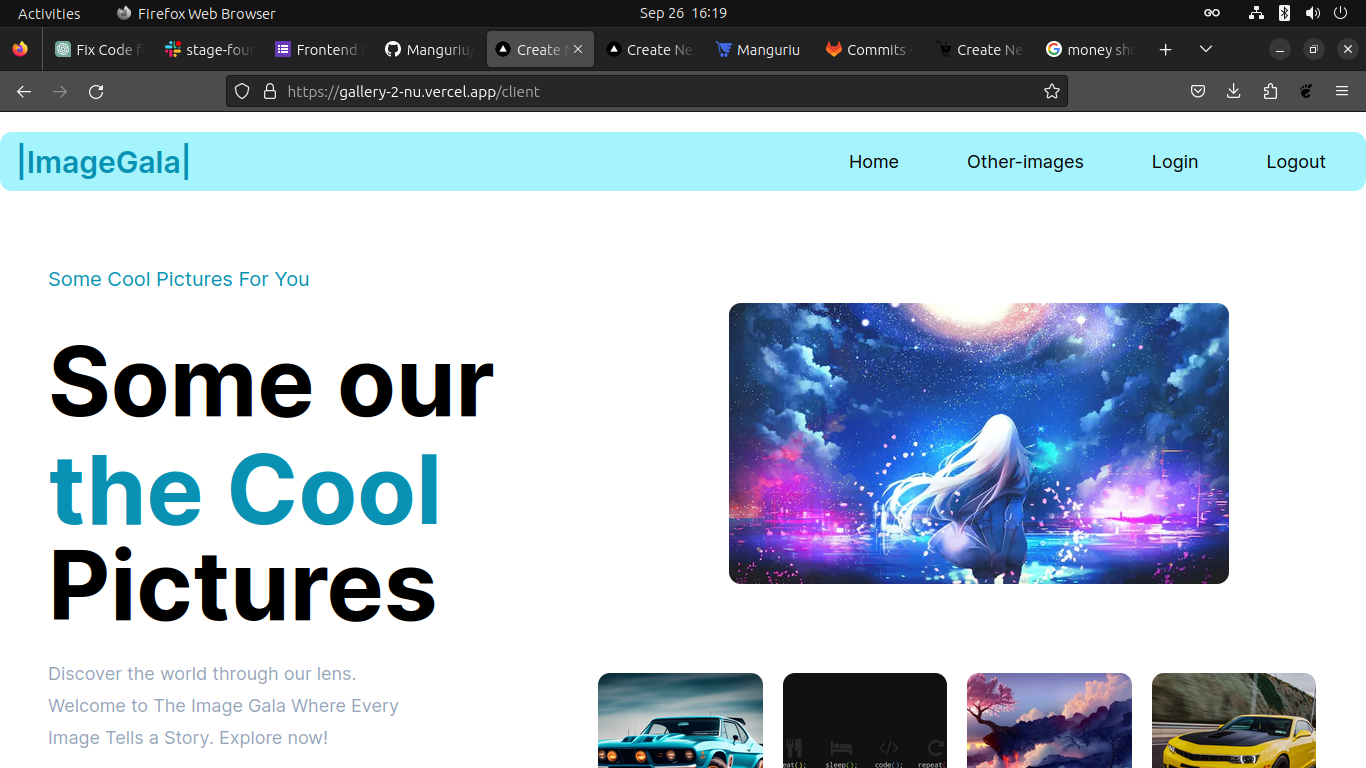 Activities
Firefox Web Browser
Sep 26 16:19
Fix Code f
stage-four
Frontend
Manguriu/
Create N
Create Ne
Manguriu
Commits ·
Create Ne
money shr
https://gallery-2-nu.vercel.app/client
|ImageGala|
Home
Other-images
Login
Logout
Some Cool Pictures For You
Some our
the Cool
Pictures
Discover the world through our lens.
Welcome to The Image Gala Where Every
Image Tells a Story. Explore now!
eat();
sleep();
code();
repeat(